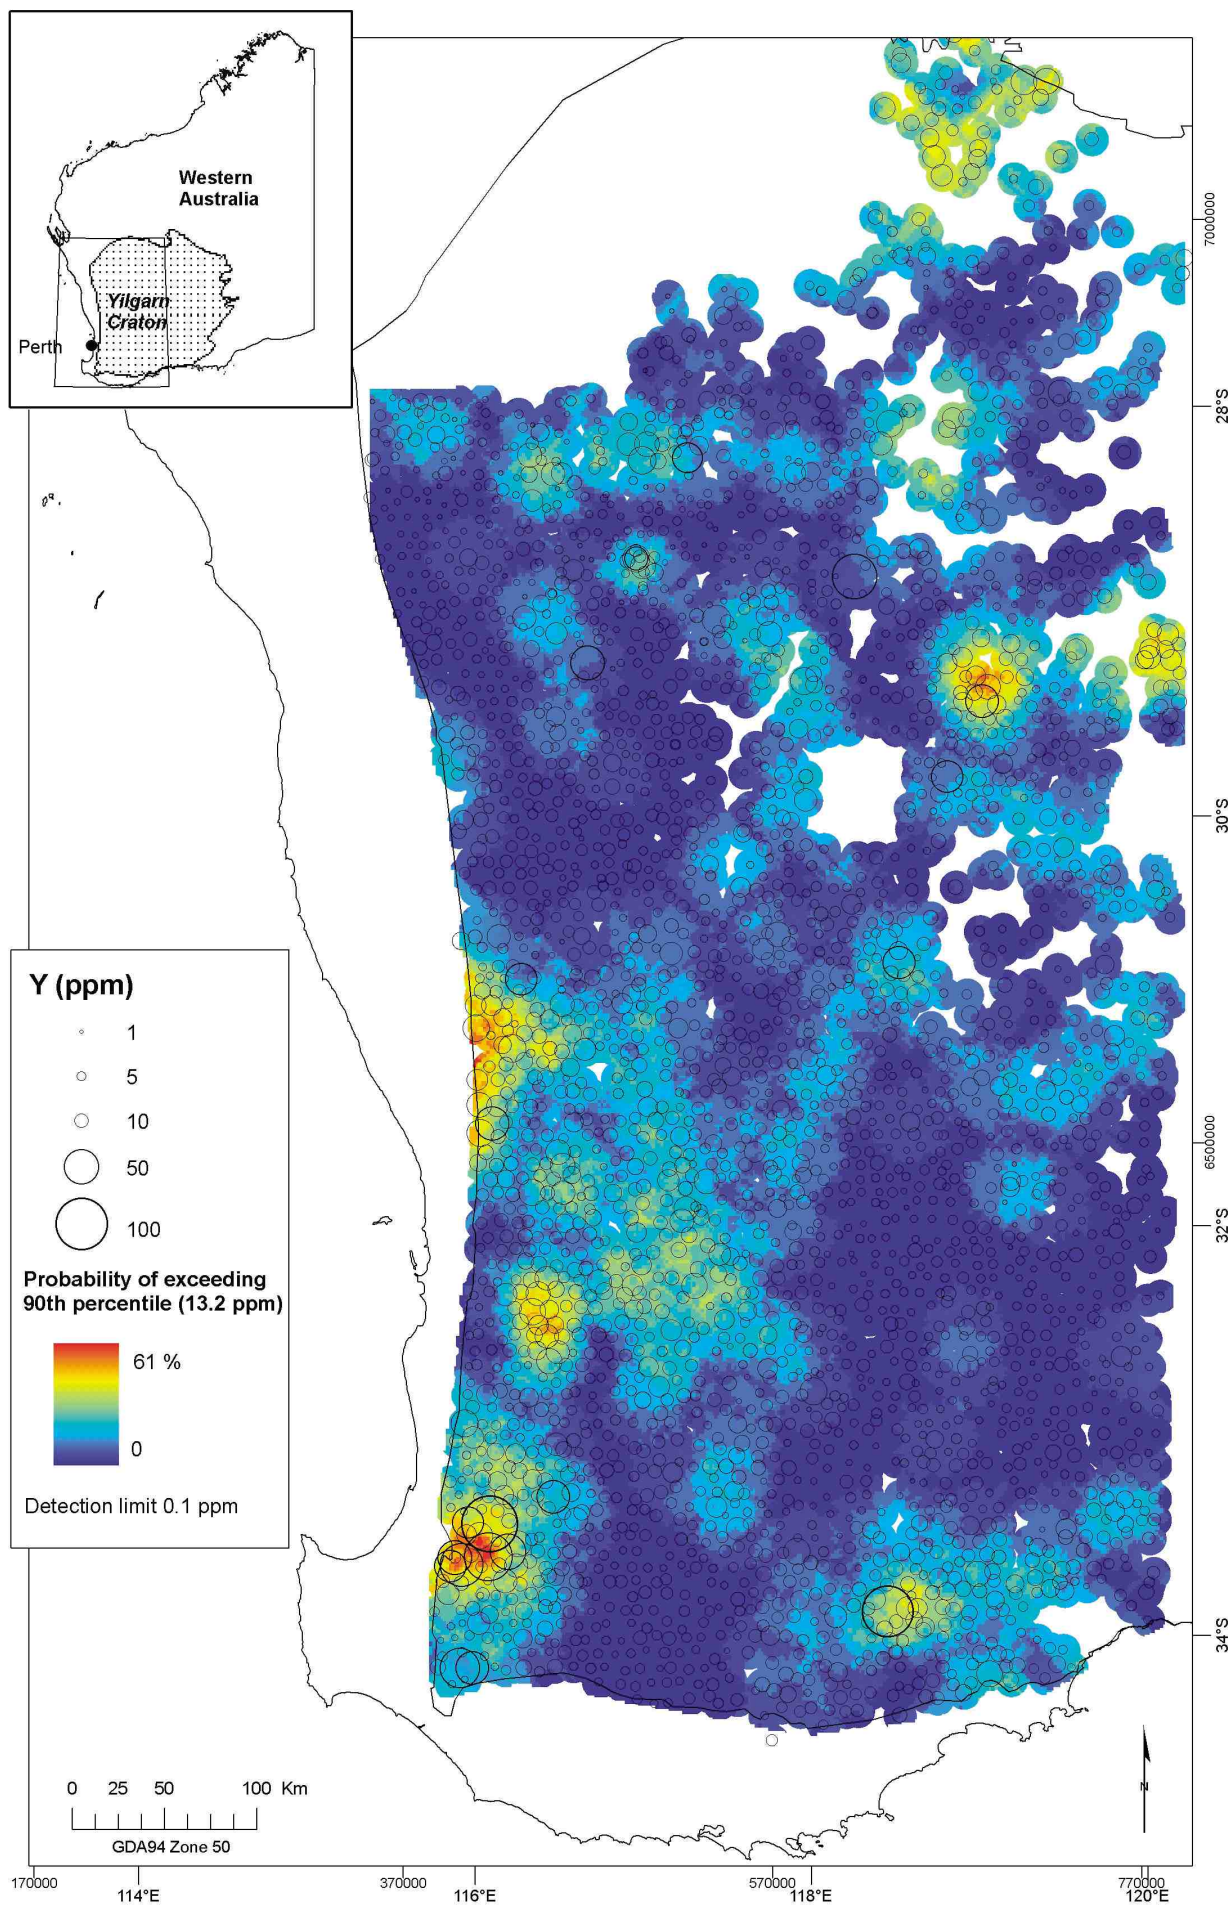 Western
Australia
Yilgarn
Craton
Perth
7000000
28°S
30°S
6500000
32°S
34°S
Y (ppm)
1
5
10
50
100
Probability of exceeding
90th percentile (13.2 ppm)
61 %
0
Detection limit 0.1 ppm
0 25 50 100 Km
GDA94 Zone 50
N
170000 370000 570000 770000
114°E 116°E 118°E 120°E